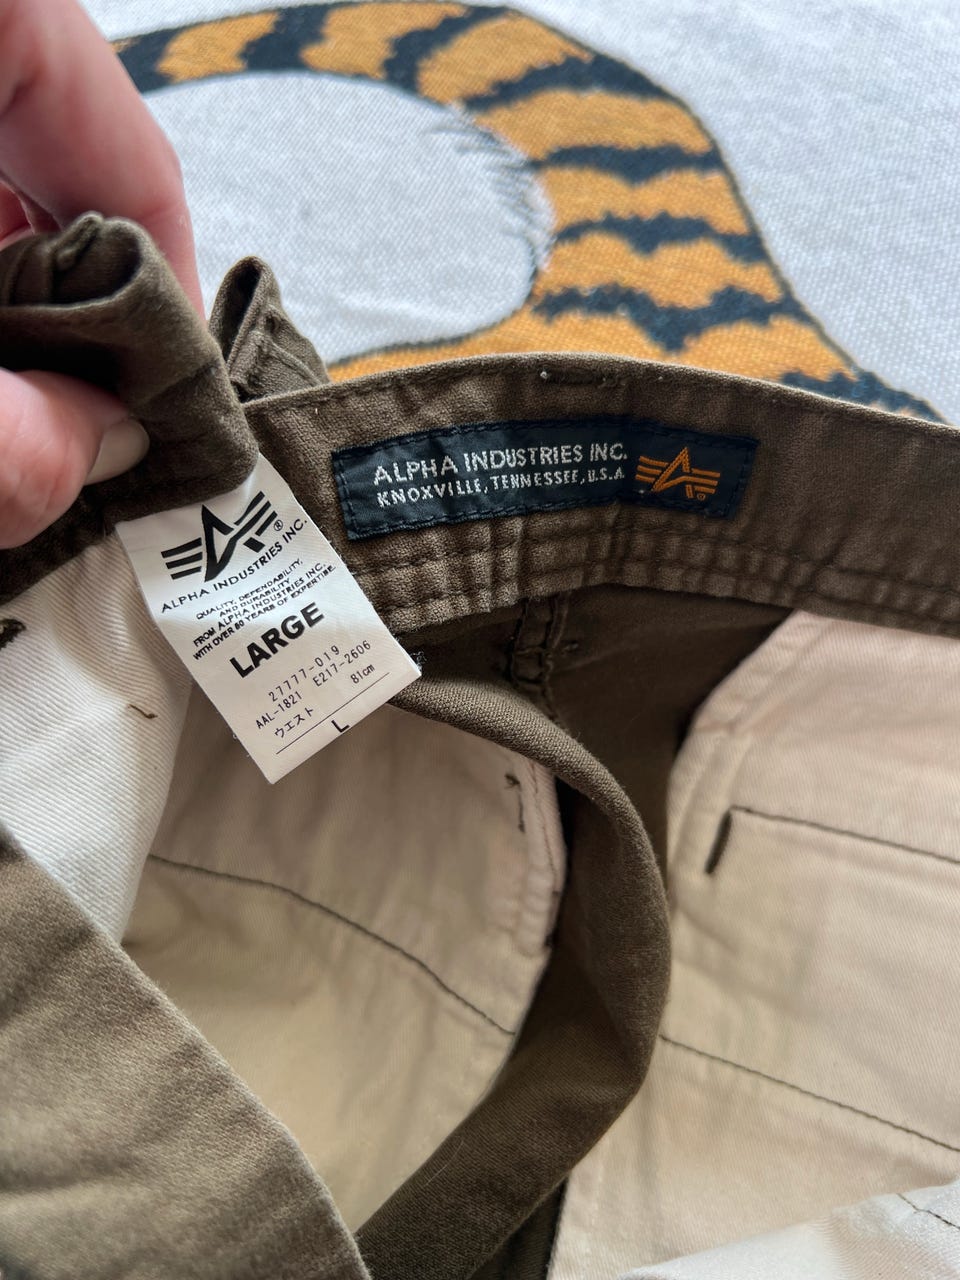 ALPHA INDUSTRIES INC.
KNOXVILLE, TENNESSEE, U.S.A
®
ALPHA INDUSTRIES INC.
QUALITY, DEPENDABILITY,
AND DURABILITY
FROM ALPHA INDUSTRIES INC.
WITH OVER 50 YEARS OF EXPERTISE
LARGE
27777-019
AAL-1821 E217-2606
ウエスト 81cm
L